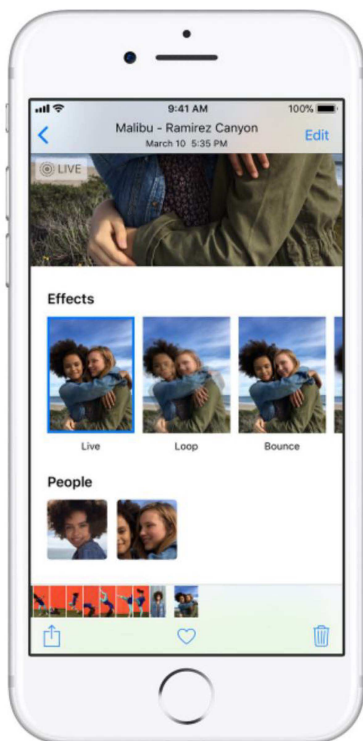 9:41 AM
100%
Malibu - Ramirez Canyon
Edit
March 10 5:35 PM
LIVE
Effects
Live
Loop
Bounce
People